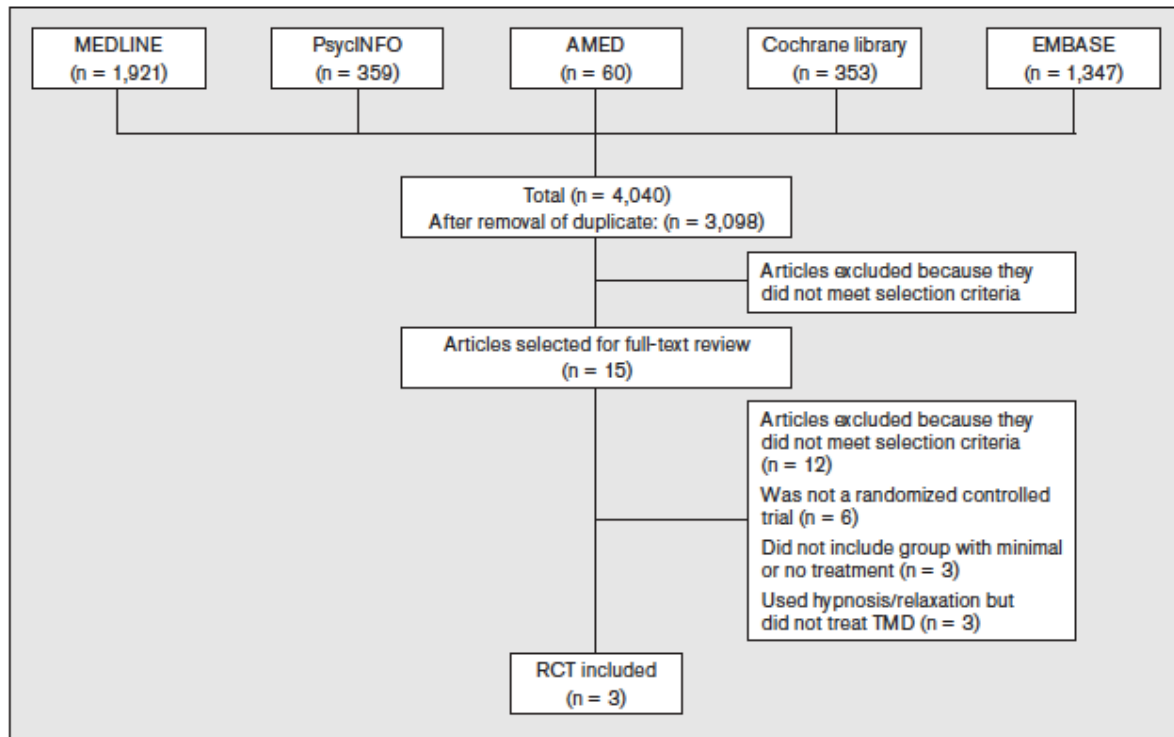 MEDLINE
(n = 1,921)
PsycINFO
(n = 359)
AMED
(n = 60)
Cochrane library
(n = 353)
EMBASE
(n = 1,347)
Total (n = 4,040)
After removal of duplicate: (n = 3,098)
Articles excluded because they
did not meet selection criteria
Articles selected for full-text review
(n = 15)
Articles excluded because they
did not meet selection criteria
(n = 12)
Was not a randomized controlled
trial (n = 6)
Did not include group with minimal
or no treatment (n = 3)
Used hypnosis/relaxation but
did not treat TMD (n = 3)
RCT included
(n = 3)